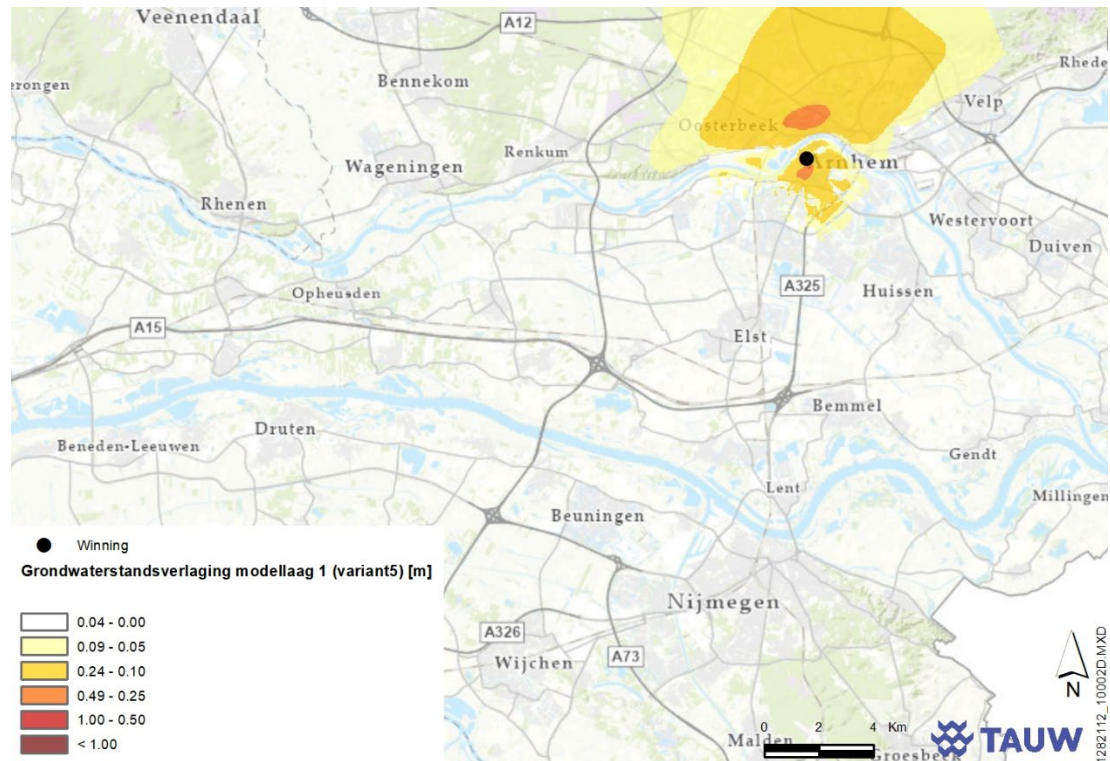 Veenendaal
A12
erongen
Bennekom
Rhede
Velp
Oosterbeek
Renkum
Arnhem
Wageningen
Rhenen
Westervoort
Duiven
A325
Huissen
Opheusden
A15
Elst
Bemmel
Druten
Beneden-Leeuwen
Gendt
Lent
Millingen
Beuningen
Winning
Grondwaterstandsverlaging modellaag 1 (variant5) [m]
0.04 - 0.00
0.09 - 0.05
0.24 - 0.10
0.49 - 0.25
1.00 - 0.50
< 1.00
Nijmegen
A326
A73
Wijchen
N
0 2 4 Km
Malden
Groesbeek
TAUW
1282112_10002D.MXD